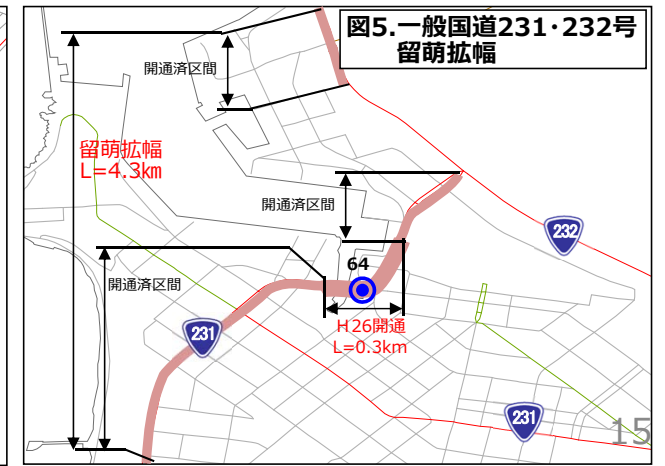 図5.一般国道231･232号
留萌拡幅
開通済区間
留萌拡幅
L=4.3km
開通済区間
232
64
開通済区間
H26開通
L=0.3km
231
231
15